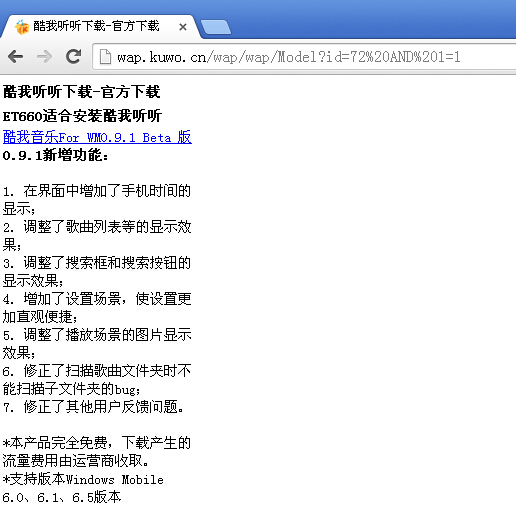 酷我听听下载-官方下载
wap.kuwo.cn/wap/wap/Model?id=72%20AND%201=1
酷我听听下载-官方下载
ET660适合安装酷我听听
酷我音乐For WM0.9.1 Beta 版
0.9.1新增功能:
1. 在界面中增加了手机时间的
显示;
2. 调整了歌曲列表等的显示效
果;
3. 调整了搜索框和搜索按钮的
显示效果;
4. 增加了设置场景, 使设置更
加直观便捷;
5. 调整了播放场景的图片显示
效果;
6. 修正了扫描歌曲文件夹时不
能扫描子文件夹的bug;
7. 修正了其他用户反馈问题。
*本产品完全免费, 下载产生的
流量费用由运营商收取。
*支持版本Windows Mobile
6.0、6.1、6.5版本